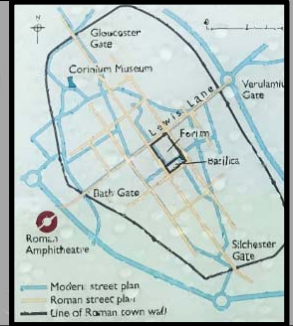 N
Gloucester
Gate
Corinium Museum
Lewis Lane
Verulamiu
Gate
Forum
Basilica
Bath Gate
Roman
Amphitheatre
Silchester
Gate
Modern street plan
Roman street plan
Line of Roman town wall